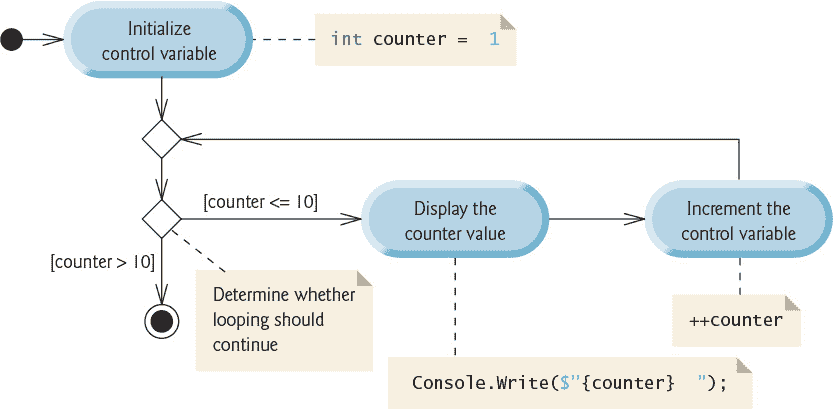 Initialize
control variable
int counter =  1
[counter <= 10]
Display the
counter value
Increment the
control variable
[counter > 10]
Determine whether
looping should
continue
++counter
Console.Write($"{counter}  ");